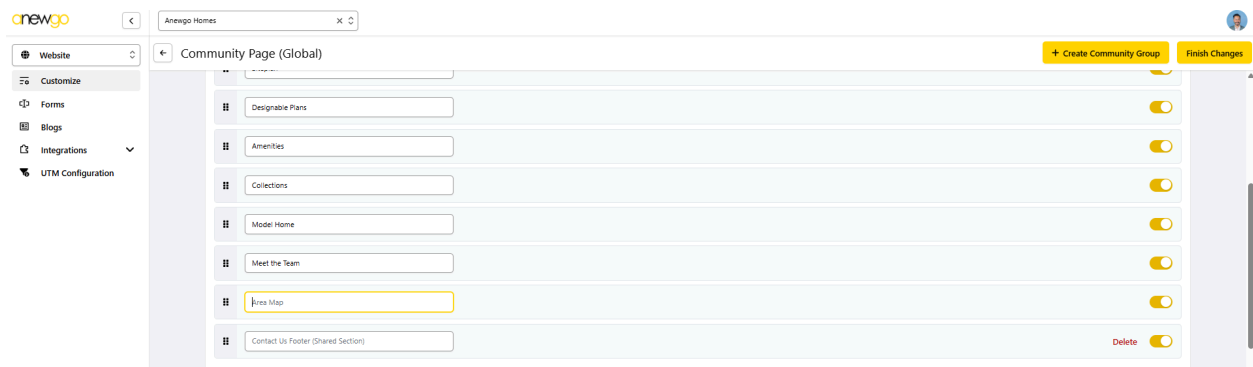 anewgo
Anewgo Homes
Website
Community Page (Global)
+ Create Community Group
Finish Changes
Customize
Forms
Blogs
Integrations
UTM Configuration
Designable Plans
Amenities
Collections
Model Home
Meet the Team
Area Map
Contact Us Footer (Shared Section)
Delete